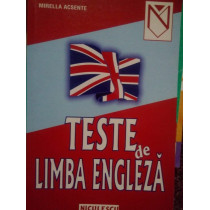 MIRELLA ACSENTE
N
TESTE
de
LIMBA ENGLEZĂ
NICULESCU